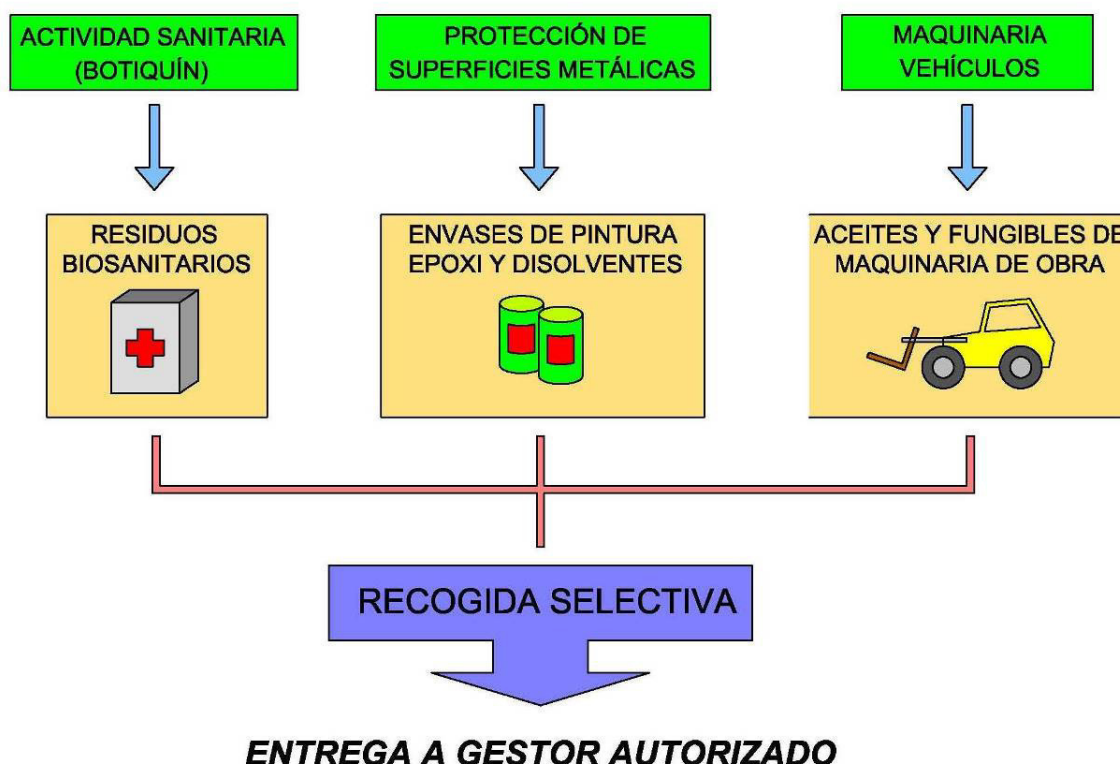 ACTIVIDAD SANITARIA
(BOTIQUÍN)
PROTECCIÓN DE
SUPERFICIES METÁLICAS
MAQUINARIA
VEHÍCULOS
RESIDUOS
BIOSANITARIOS
ENVASES DE PINTURA
EPOXI Y DISOLVENTES
ACEITES Y FUNGIBLES DE
MAQUINARIA DE OBRA
RECOGIDA SELECTIVA
ENTREGA A GESTOR AUTORIZADO